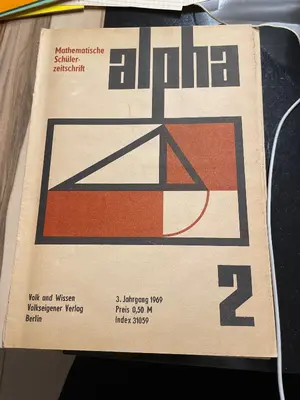 Mathematische
Schüler-
zeitschrift
alpha
Volk und Wissen
Volkseigener Verlag
Berlin
3. Jahrgang 1969
Preis 0,50 M
Index 31059
2